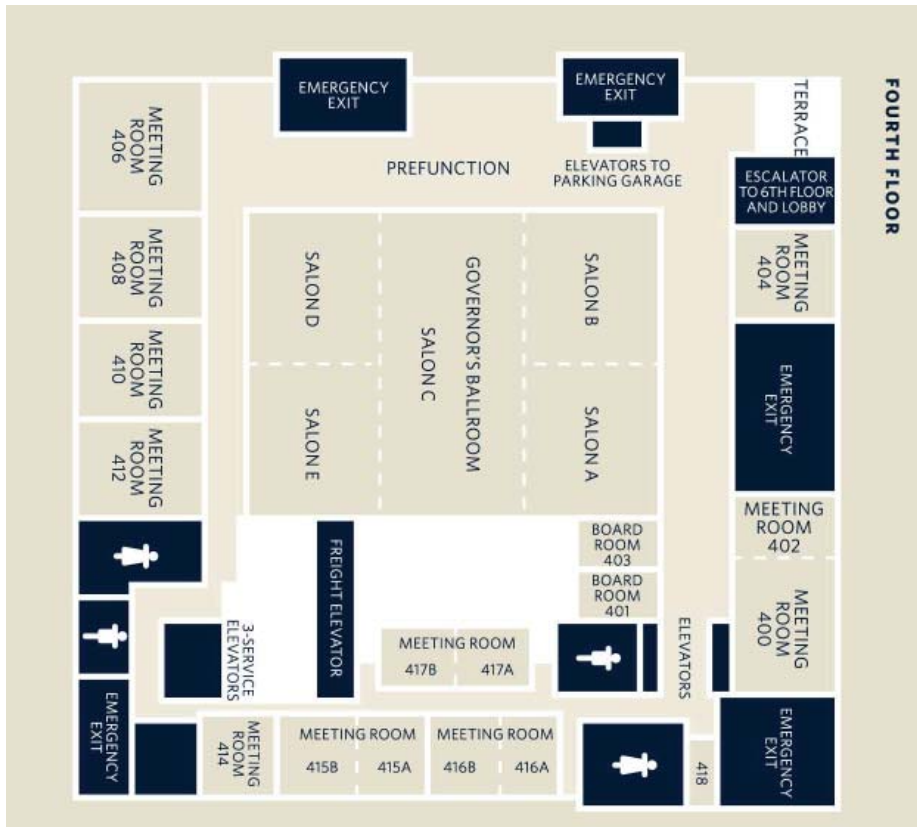 FOURTH FLOOR
EMERGENCY
EXIT
EMERGENCY
EXIT
TERRACE
MEETING
ROOM
406
PREFUNCTION
ELEVATORS TO
PARKING GARAGE
ESCALATOR
TO 6TH FLOOR
AND LOBBY
MEETING
ROOM
408
SALON D
GOVERNOR'S BALLROOM
SALON C
SALON B
MEETING
ROOM
404
MEETING
ROOM
410
EMERGENCY
EXIT
MEETING
ROOM
412
SALON E
SALON A
MEETING
ROOM
402
BOARD
ROOM
403
BOARD
ROOM
401
FREIGHT ELEVATOR
MEETING
ROOM
400
3-SERVICE
ELEVATORS
MEETING ROOM
417B
417A
ELEVATORS
EMERGENCY
EXIT
MEETING
ROOM
414
MEETING ROOM
415B
415A
MEETING ROOM
416B
416A
418
EMERGENCY
EXIT